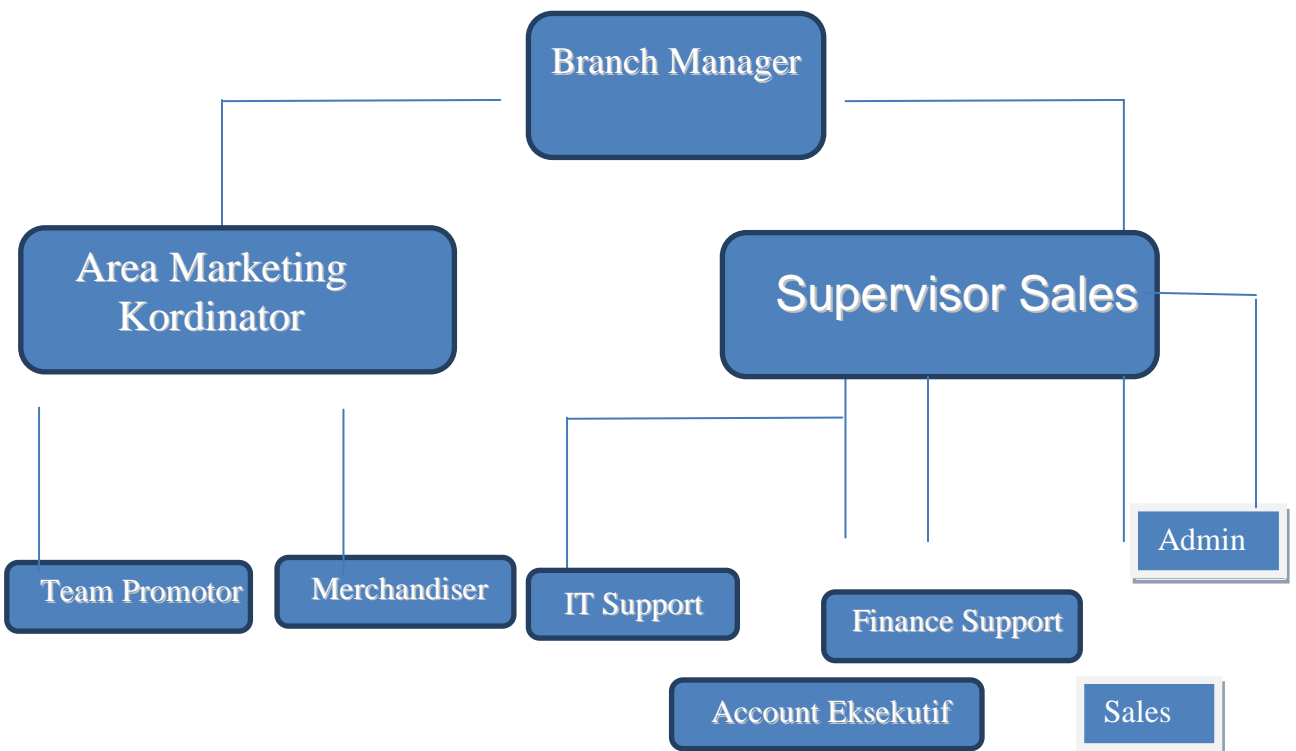 Branch Manager
Area Marketing
Kordinator
Supervisor Sales
Admin
Team Promotor
Merchandiser
IT Support
Finance Support
Account Eksekutif
Sales